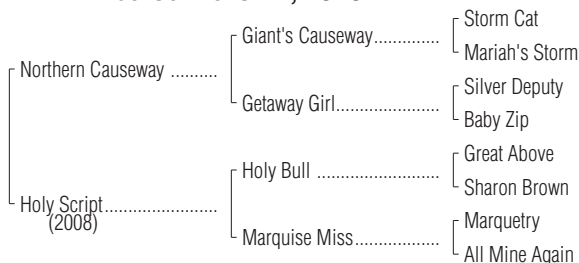 Northern Causeway ..........
Holy Script........................
(2008)
Giant's Causeway..............
Getaway Girl......................
Holy Bull ..........................
Marquise Miss..................
Storm Cat
Mariah's Storm
Silver Deputy
Baby Zip
Great Above
Sharon Brown
Marquetry
All Mine Again